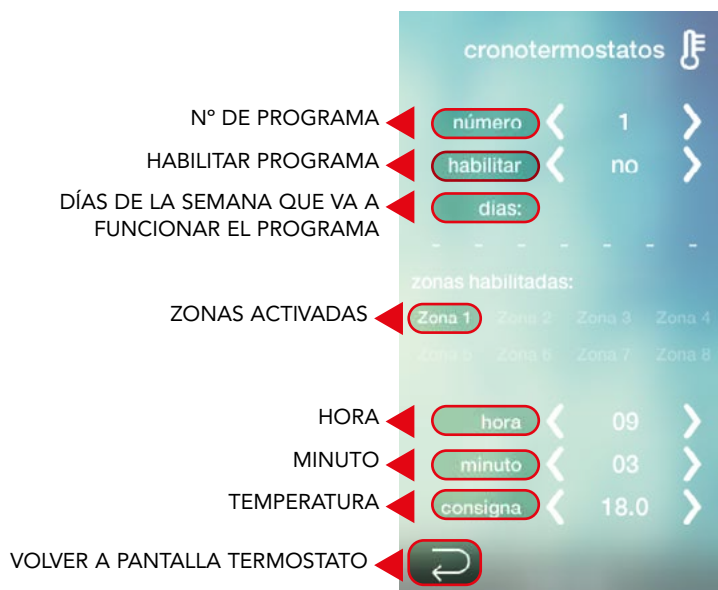 cronotermostatos
Nº DE PROGRAMA número 1
HABILITAR PROGRAMA habilitar no
DÍAS DE LA SEMANA QUE VA A
FUNCIONAR EL PROGRAMA
dias:
- - - - - - -
zonas habilitadas:
ZONAS ACTIVADAS Zona 1 Zona 2 Zona 3 Zona 4
Zona 5 Zona 6 Zona 7 Zona 8
HORA hora 09
MINUTO minuto 03
TEMPERATURA consigna 18.0
VOLVER A PANTALLA TERMOSTATO